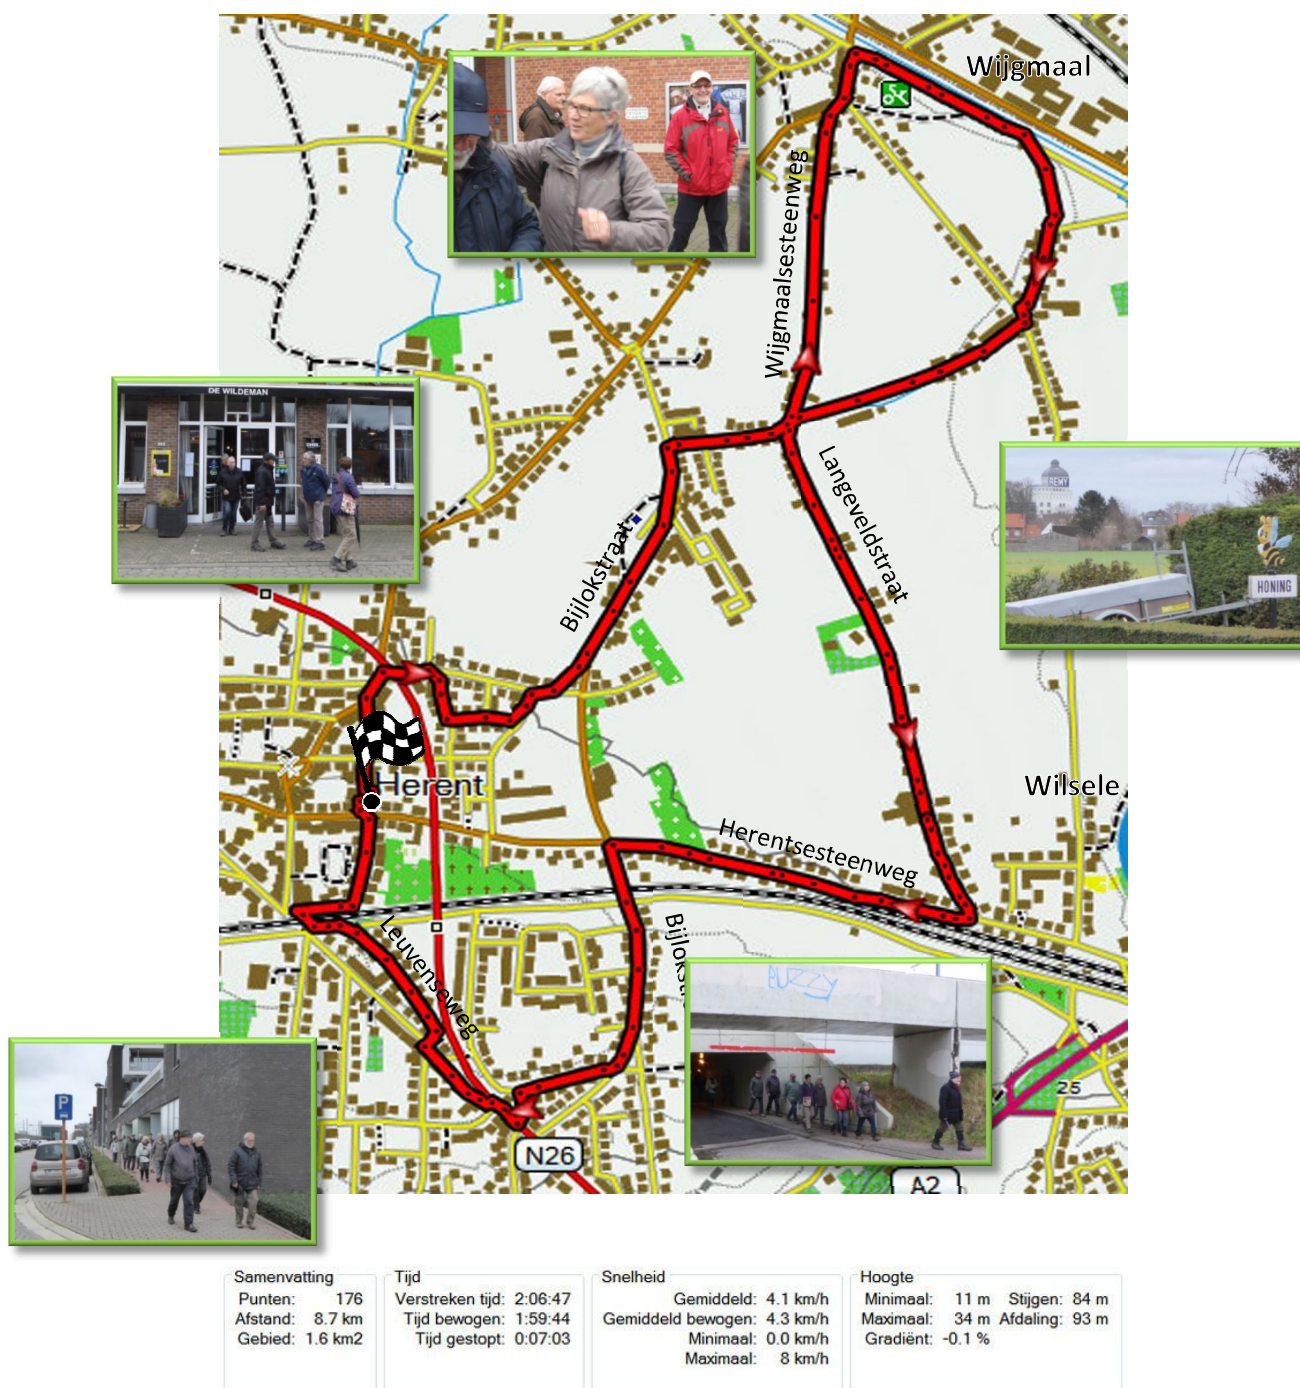 Wijgmaal
Wijgmaalsesteenweg
DE WILDEMAN
Langeveldstraat
REMY
HONING
Bijlokstraat
Herent
Wilsele
Herentsesteenweg
Leuvenseweg
BUZZY
P
25
N26
A2
Samenvatting
Punten: 176
Afstand: 8.7 km
Gebied: 1.6 km2
Tijd
Verstreken tijd: 2:06:47
Tijd bewogen: 1:59:44
Tijd gestopt: 0:07:03
Snelheid
Gemiddeld: 4.1 km/h
Gemiddeld bewogen: 4.3 km/h
Minimaal: 0.0 km/h
Maximaal: 8 km/h
Hoogte
Minimaal: 11 m Stijgen: 84 m
Maximaal: 34 m Afdaling: 93 m
Gradiënt: -0.1 %